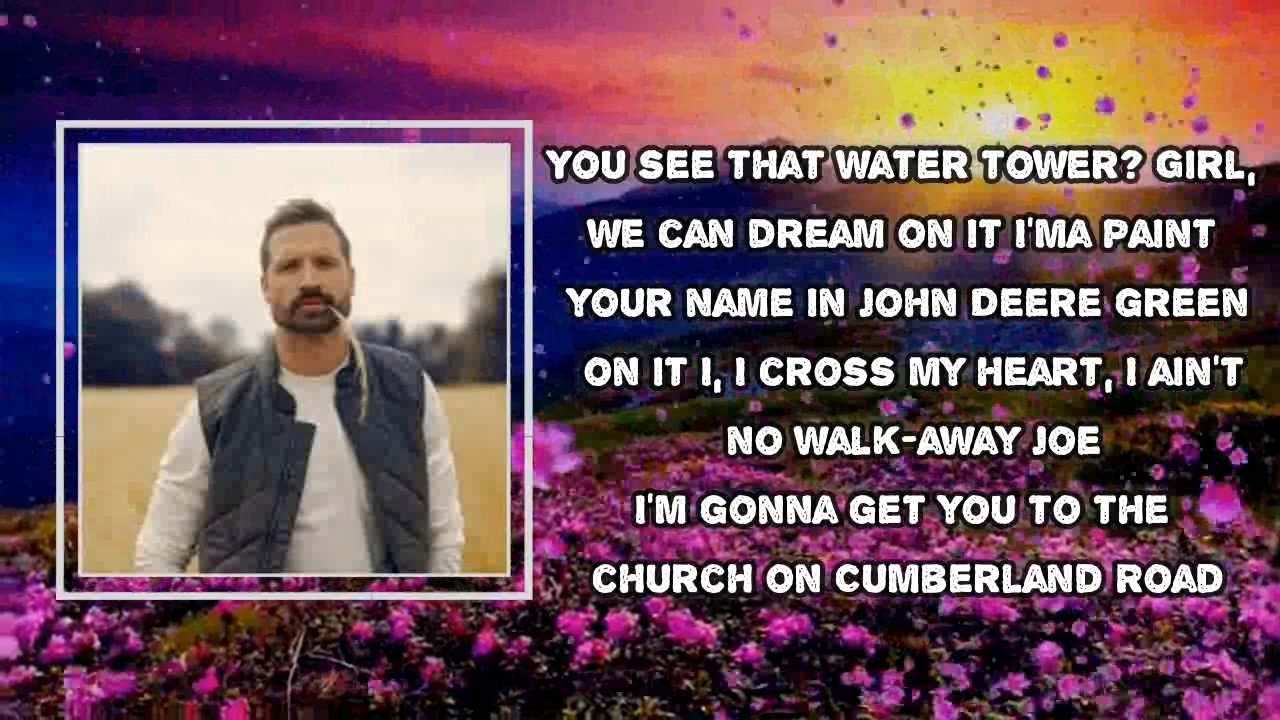 YOU SEE THAT WATER TOWER? GIRL,
WE CAN DREAM ON IT I'MA PAINT
YOUR NAME IN JOHN DEERE GREEN
ON IT I, I CROSS MY HEART, I AIN'T
NO WALK-AWAY JOE
I'M GONNA GET YOU TO THE
CHURCH ON CUMBERLAND ROAD